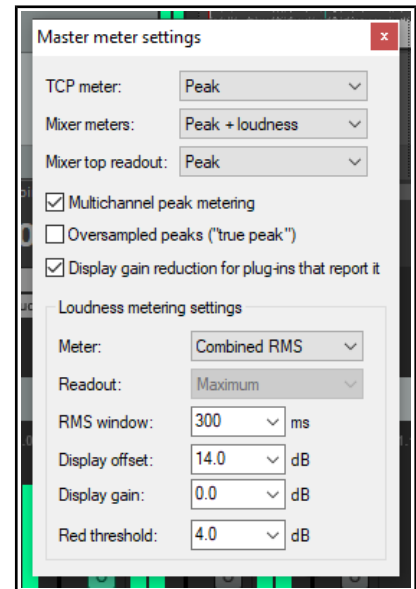 Master meter settings
TCP meter: Peak
Mixer meters: Peak + loudness
Mixer top readout: Peak
Multichannel peak metering
Oversampled peaks ("true peak")
Display gain reduction for plug-ins that report it
Loudness metering settings
Meter: Combined RMS
Readout: Maximum
RMS window: 300 ms
Display offset: 14.0 dB
Display gain: 0.0 dB
Red threshold: 4.0 dB